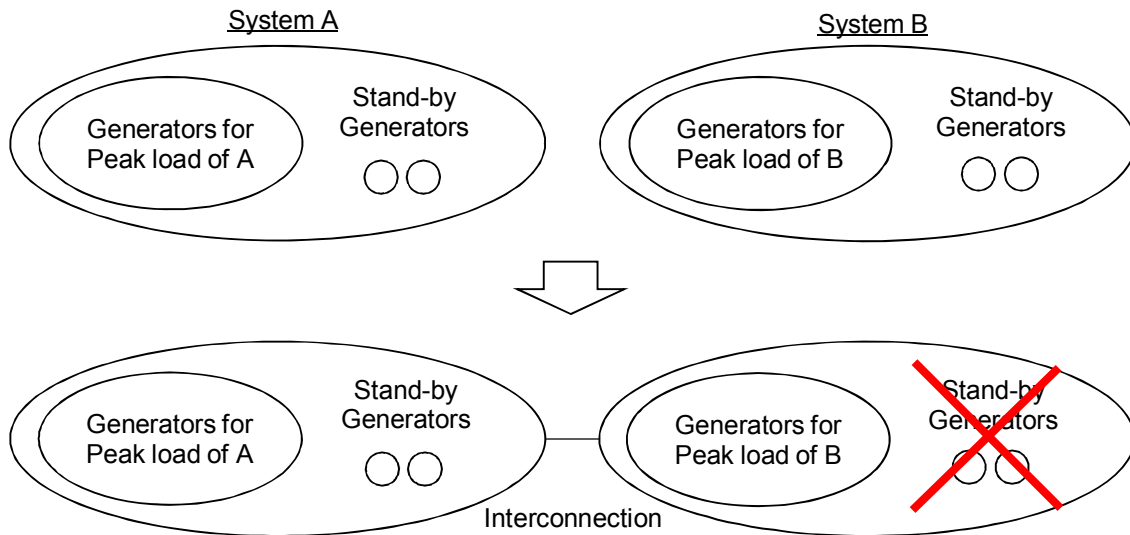 System A
System B
Generators for
Peak load of A
Stand-by
Generators
Generators for
Peak load of B
Stand-by
Generators
Generators for
Peak load of A
Stand-by
Generators
Generators for
Peak load of B
Stand-by
Generators
Interconnection